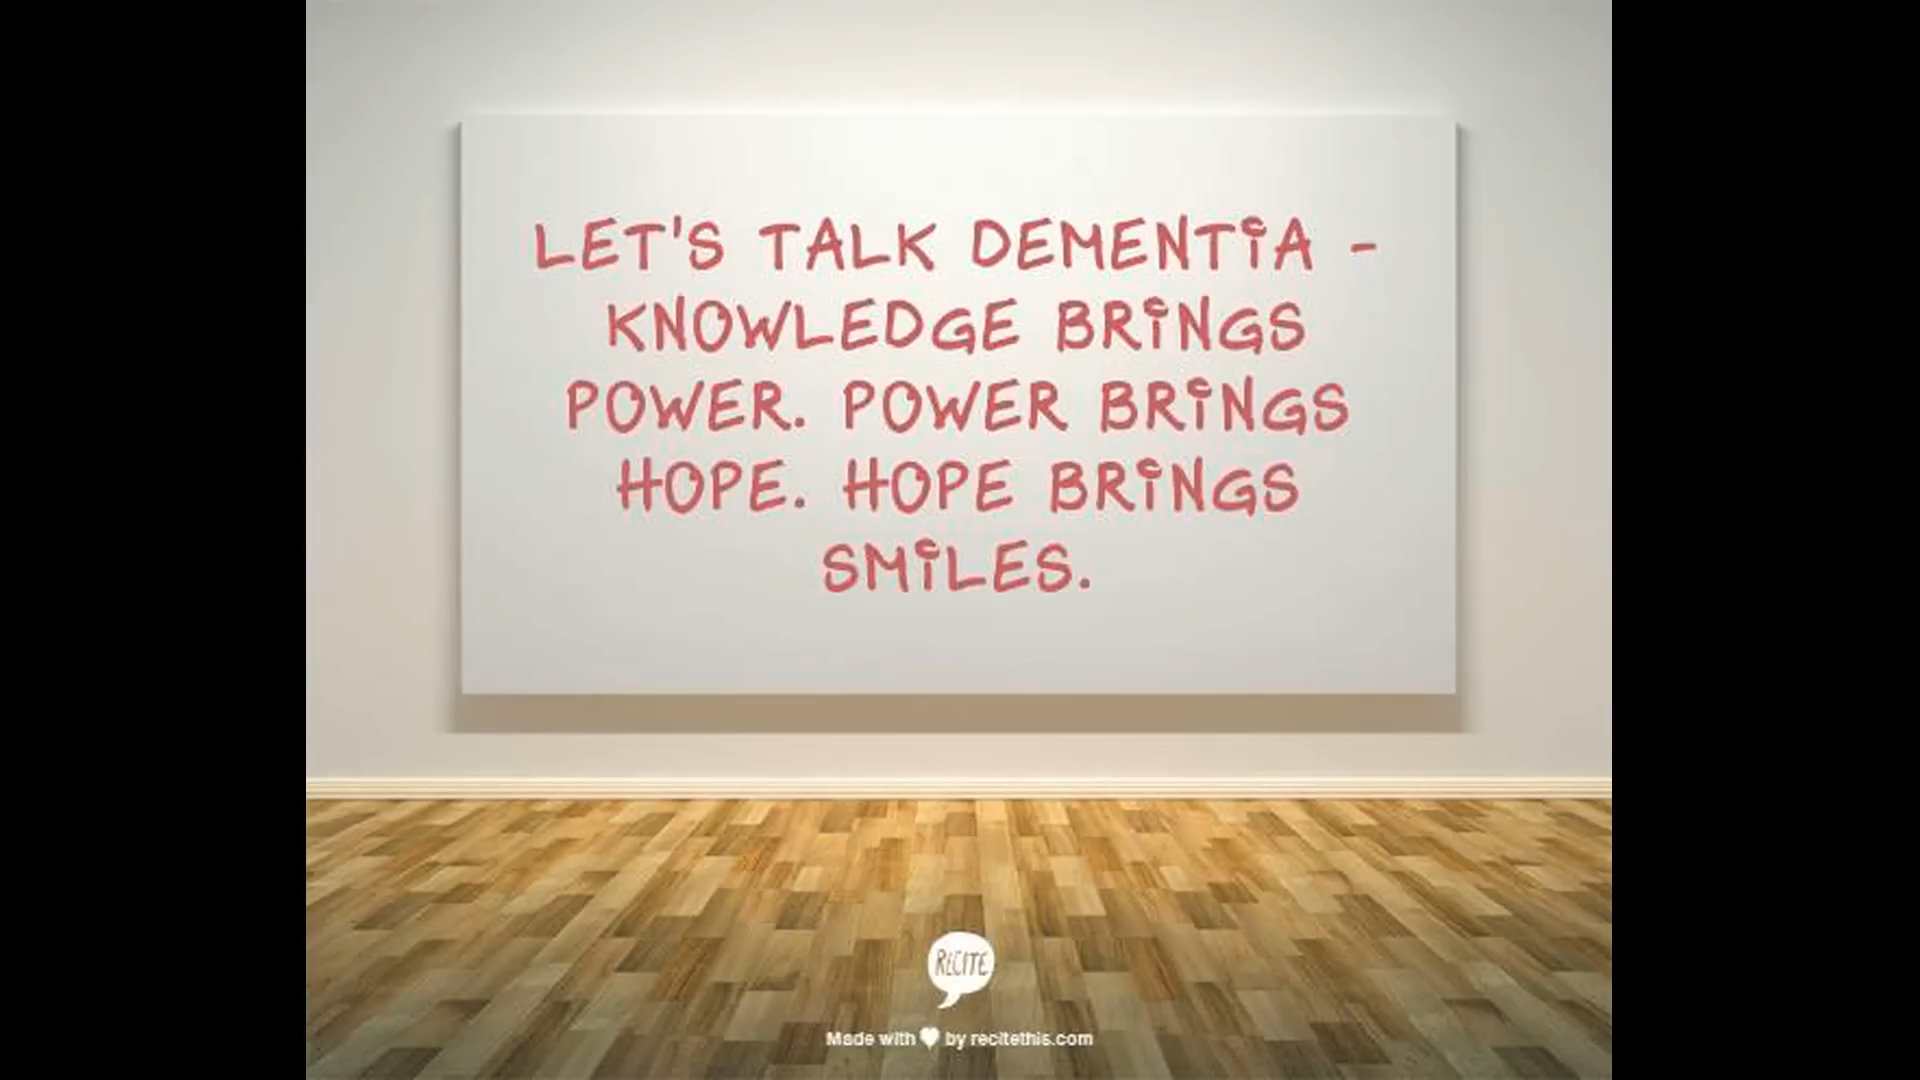 LET'S TALK DEMENTIA -
KNOWLEDGE BRINGS
POWER. POWER BRINGS
HOPE. HOPE BRINGS
SMILES.
RECITE
Made with ♥ by recitethis.com